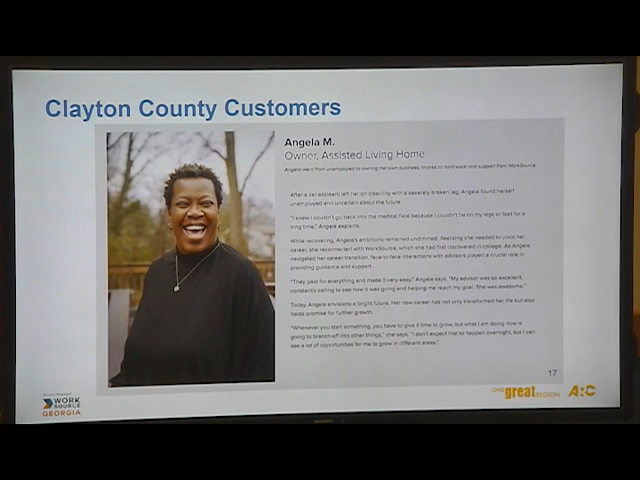 Clayton County Customers
Angela M.
Owner, Assisted Living Home
Angela went from unemployed to owning her own business, thanks to hard work and support from WorkSource.
After a car accident left her on disability with a severely broken leg, Angela found herself
unemployed and uncertain about the future.
"I knew I couldn't go back into the medical field because I couldn't be on my legs or feet for a
long time," Angela explains.
While recovering, Angela's ambitions remained undimmed. Realizing she needed to pivot her
career, she reconnected with WorkSource, which she had first discovered in college. As Angela
navigated her career transition, face-to-face interactions with advisors played a crucial role in
providing guidance and support.
"They paid for everything and made it very easy," Angela says. "My advisor was so excellent,
constantly calling to see how it was going and helping me reach my goal. She was awesome."
Today, Angela envisions a bright future. Her new career has not only transformed her life but also
holds promise for further growth.
"Whenever you start something, you have to give it time to grow, but what I am doing now is
going to branch off into other things," she says. "I don't expect that to happen overnight, but I can
see a lot of opportunities for me to grow in different areas."
17
WORK
SOURCE
GEORGIA
ONE great REGION
ARC